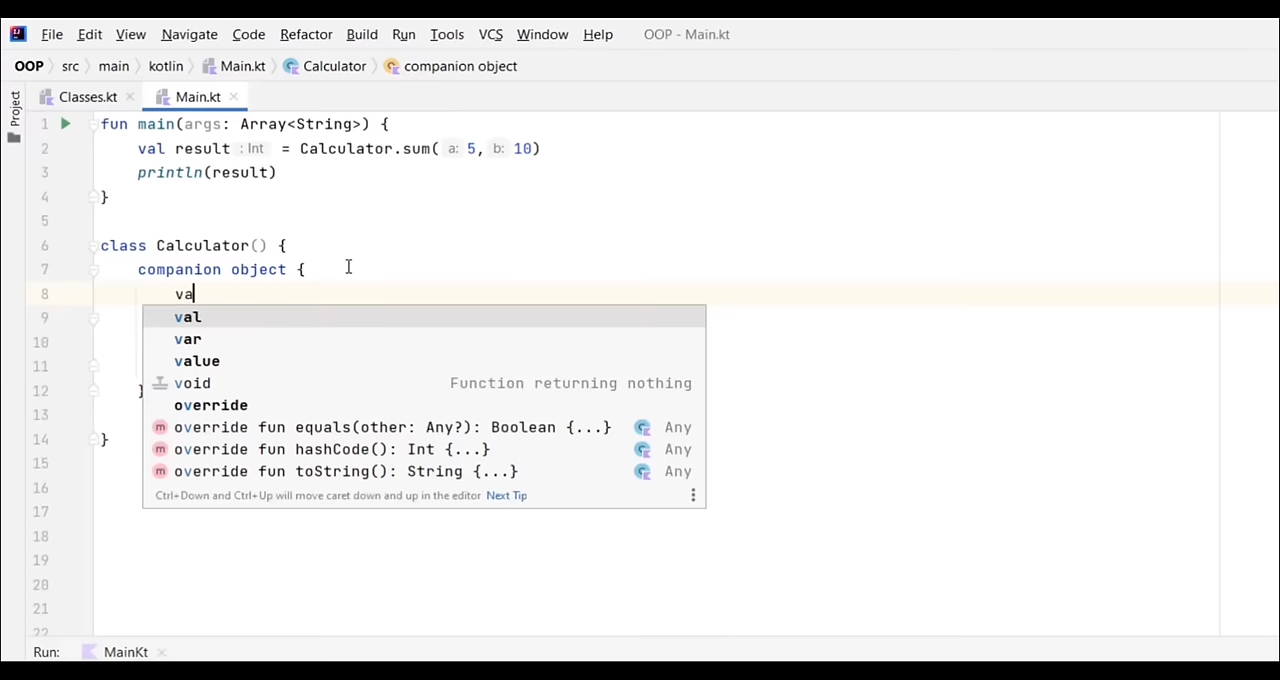 File Edit View Navigate Code Refactor Build Run Tools VCS Window Help OOP - Main.kt
OOP src main kotlin Main.kt Calculator companion object
Project
Classes.kt Main.kt
1 fun main(args: Array<String>) {
2 val result : Int = Calculator.sum( a: 5, b: 10)
3 println(result)
4 }
5
6 class Calculator() {
7 companion object {
8 va
9 val
10 var
value
11 void Function returning nothing
12 } override
13 override fun equals(other: Any?): Boolean {...} Any
14 } override fun hashCode(): Int {...} Any
15 override fun toString(): String {...} Any
16 Ctrl+Down and Ctrl+Up will move caret down and up in the editor Next Tip
17
18
19
20
21
22
Run: MainKt